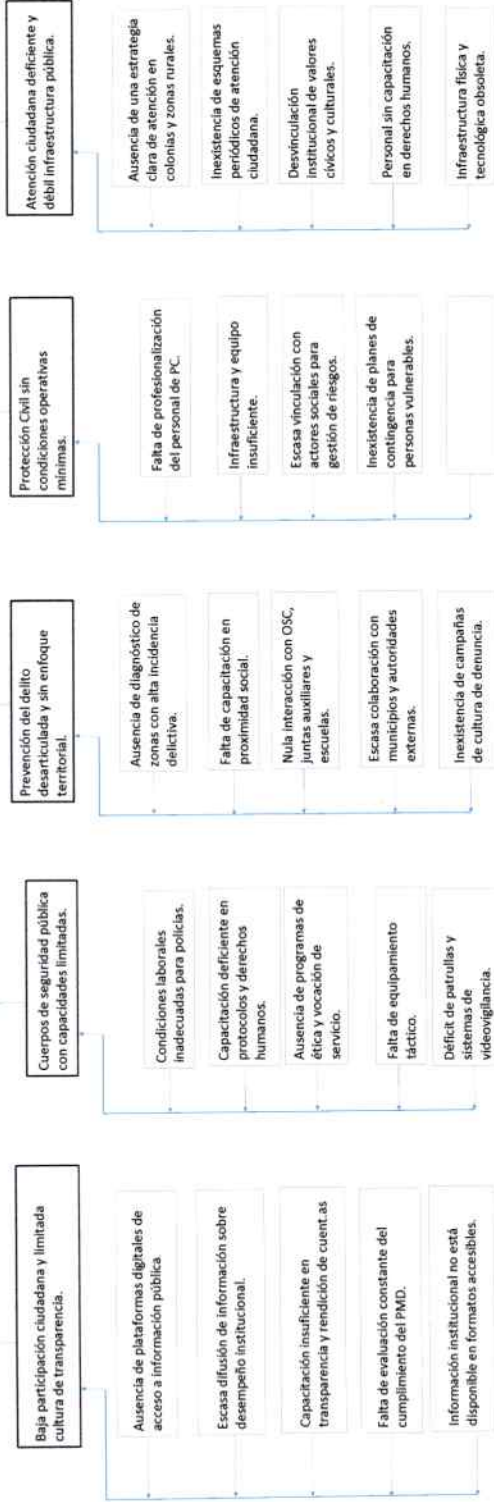 Baja participación ciudadana y limitada
cultura de transparencia.
Ausencia de plataformas digitales de
acceso a información pública.
Escasa difusión de información sobre
desempeño institucional.
Capacitación insuficiente en
transparencia y rendición de cuent.as
Falta de evaluación constante del
cumplimiento del PMD.
Información institucional no está
disponible en formatos accesibles.
Cuerpos de seguridad pública
con capacidades limitadas.
Condiciones laborales
inadecuadas para policías.
Capacitación deficiente en
protocolos y derechos
humanos.
Ausencia de programas de
ética y vocación de
servicio.
Falta de equipamiento
táctico.
Déficit de patrullas y
sistemas de
videovigilancia.
Prevención del delito
desarticulada y sin enfoque
territorial.
Ausencia de diagnóstico de
zonas con alta incidencia
delictiva.
Falta de capacitación en
proximidad social.
Nula interacción con OSC,
juntas auxiliares y
escuelas.
Escasa colaboración con
municipios y autoridades
externas.
Inexistencia de campañas
de cultura de denuncia.
Protección Civil sin
condiciones operativas
mínimas.
Falta de profesionalización
del personal de PC.
Infraestructura y equipo
insuficiente.
Escasa vinculación con
actores sociales para
gestión de riesgos.
Inexistencia de planes de
contingencia para
personas vulnerables.
Atención ciudadana deficiente y
débil infraestructura pública.
Ausencia de una estrategia
clara de atención en
colonias y zonas rurales.
Inexistencia de esquemas
periódicos de atención
ciudadana.
Desvinculación
institucional de valores
cívicos y culturales.
Personal sin capacitación
en derechos humanos.
Infraestructura física y
tecnológica obsoleta.